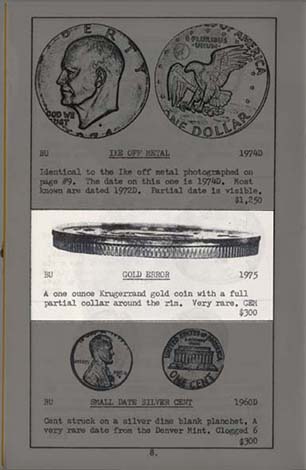 LIBERTY
GOD WE
TRUST
UNITED STATES OF AMERICA
E PLURIBUS
UNUM
ONE DOLLAR
BU IKE OFF METAL 1974D
Identical to the Ike off metal photographed on
page #9. The date on this one is 1974D. Most
known are dated 1972D. Partial date is visible.
$1,250
BU GOLD ERROR 1975
A one ounce Krugerrand gold coin with a full
partial collar around the rim. Very rare. GEM
$300
ONE CENT
BU SMALL DATE SILVER CENT 1960D
Cent struck on a silver dime blank planchet. A
very rare date from the Denver Mint. Clogged 6
$300
8.